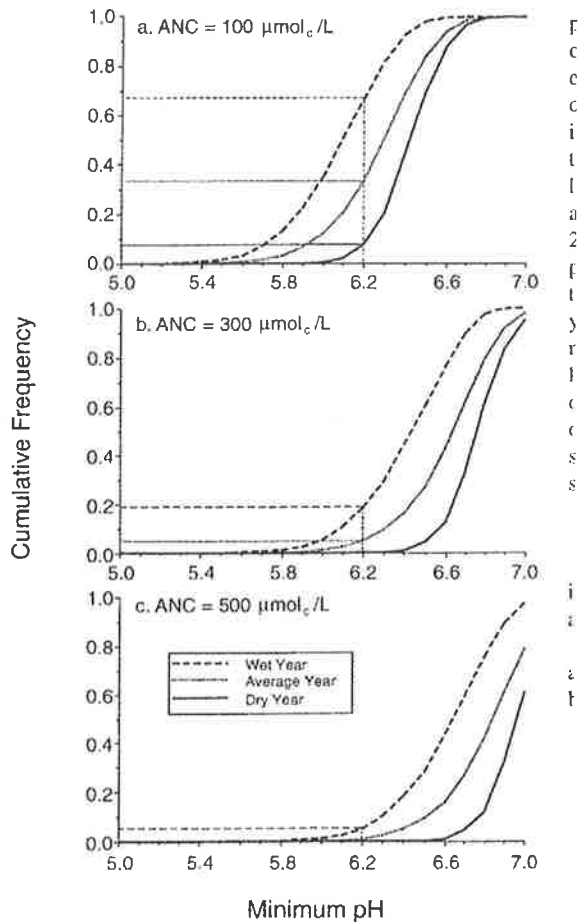 a. ANC = 100 μmolc/L
1.0
0.8
0.6
0.4
0.2
0.0
5.0 5.4 5.8 6.2 6.6 7.0
b. ANC = 300 μmolc/L
1.0
0.8
0.6
0.4
0.2
0.0
5.0 5.4 5.8 6.2 6.6 7.0
Cumulative Frequency
c. ANC = 500 μmolc/L
1.0
0.8
0.6
0.4
0.2
0.0
Wet Year
Average Year
Dry Year
5.0 5.4 5.8 6.2 6.6 7.0
Minimum pH